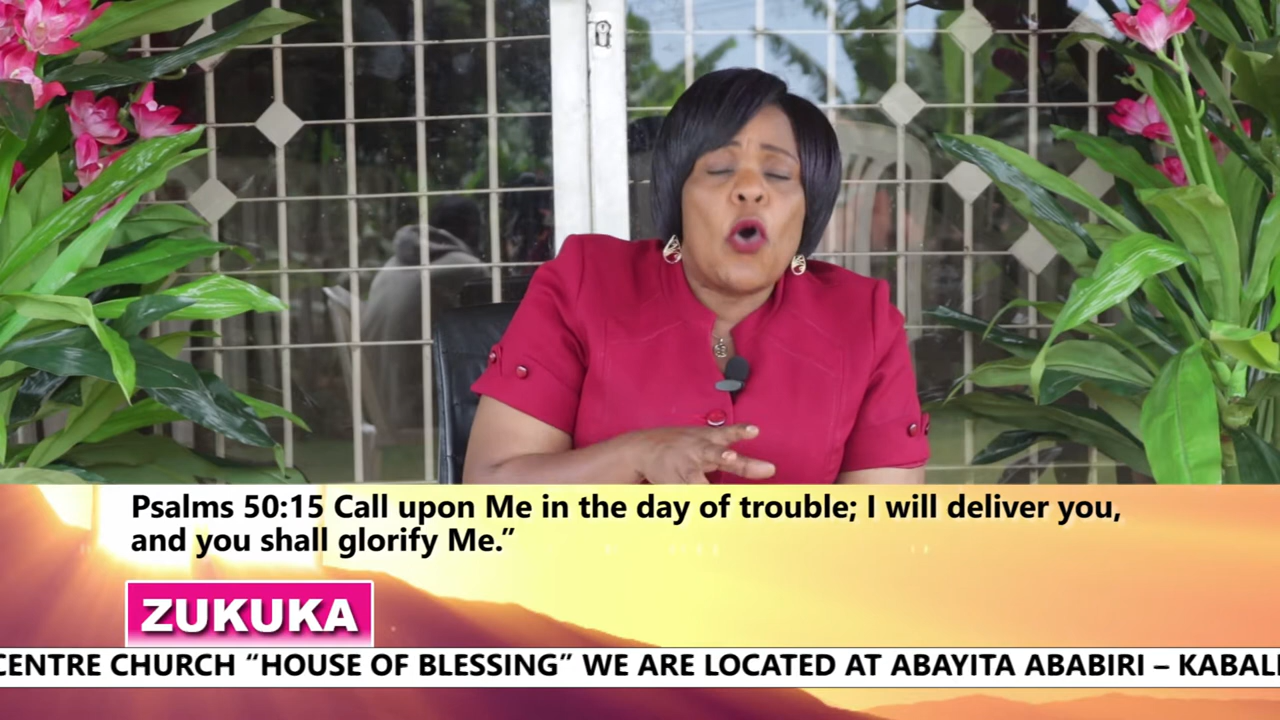 Psalms 50:15 Call upon Me in the day of trouble; I will deliver you,
and you shall glorify Me.”
ZUKUKA
CENTRE CHURCH “HOUSE OF BLESSING” WE ARE LOCATED AT ABAYITA ABABIRI –